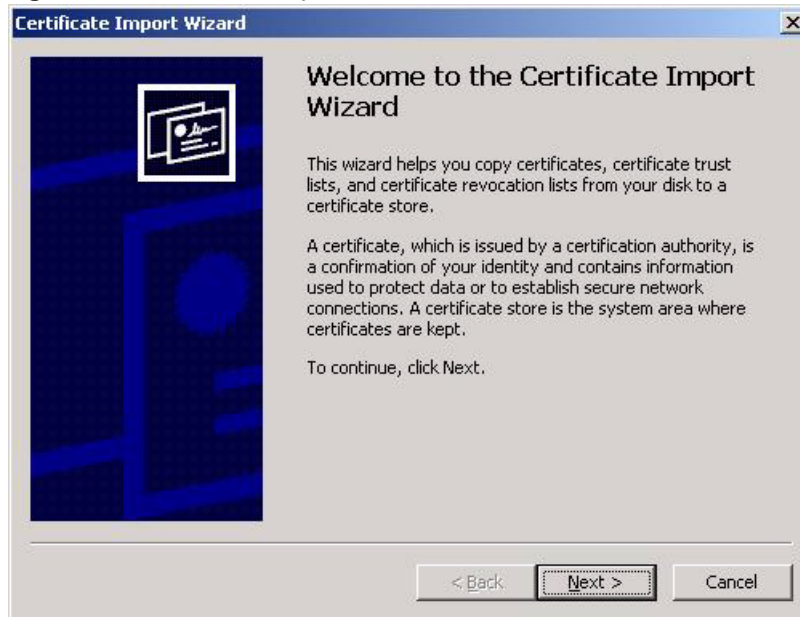 Certificate Import Wizard
Welcome to the Certificate Import
Wizard
This wizard helps you copy certificates, certificate trust
lists, and certificate revocation lists from your disk to a
certificate store.
A certificate, which is issued by a certification authority, is
a confirmation of your identity and contains information
used to protect data or to establish secure network
connections. A certificate store is the system area where
certificates are kept.
To continue, click Next.
< Back Next > Cancel